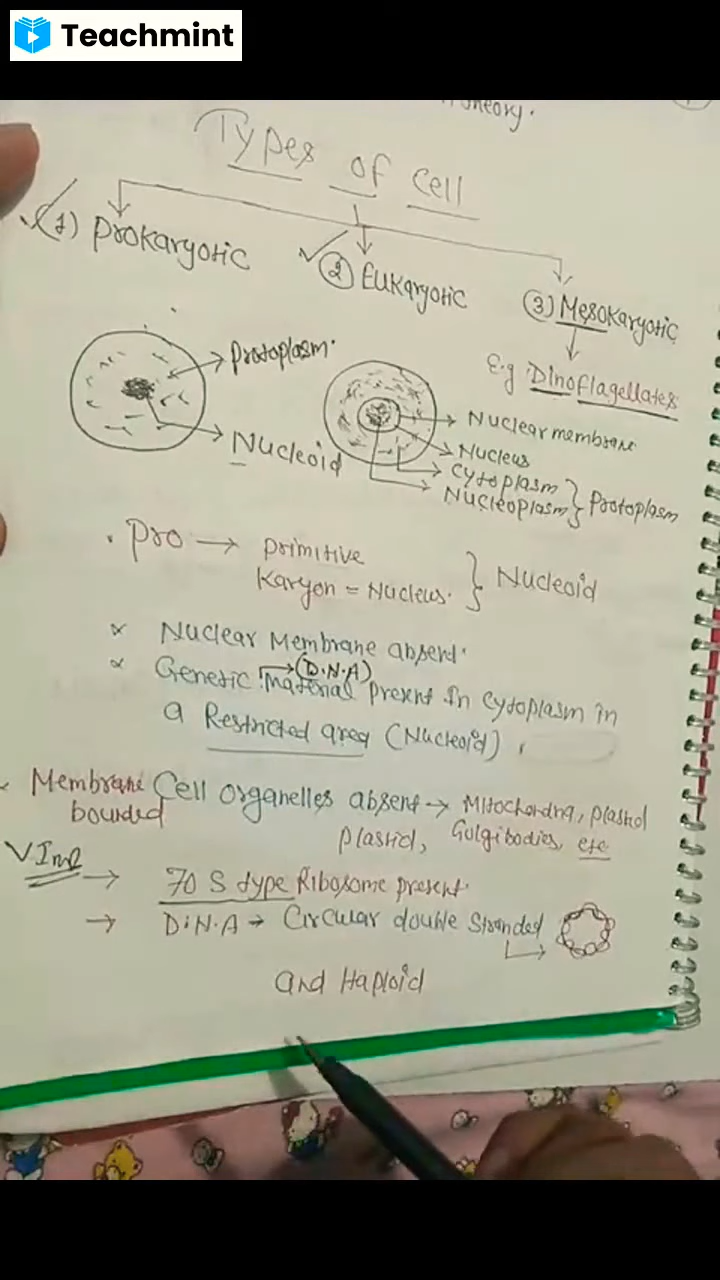 Teachmint
Theory.
Types of Cell
(1) Prokaryotic
② Eukaryotic
③ Mesokaryotic
E.g Dinoflagellates
Protoplasm.
Nucleoid
Nuclear membrane
Nucleus
Cytoplasm
Nucleoplasm } Protoplasm
Pro → Primitive
Karyon = Nucleus. } Nucleoid
Nuclear Membrane absent.
Genetic material present in cytoplasm in
→ (D.N.A)
a Restricted area (Nucleoid).
Membrane bounded
Cell organelles absent → Mitochondria, plastid
Plastid, Golgibodies, etc
V Imp
→ 70 S type Ribosome present.
→ D.N.A → Circular double Stranded
and Haploid